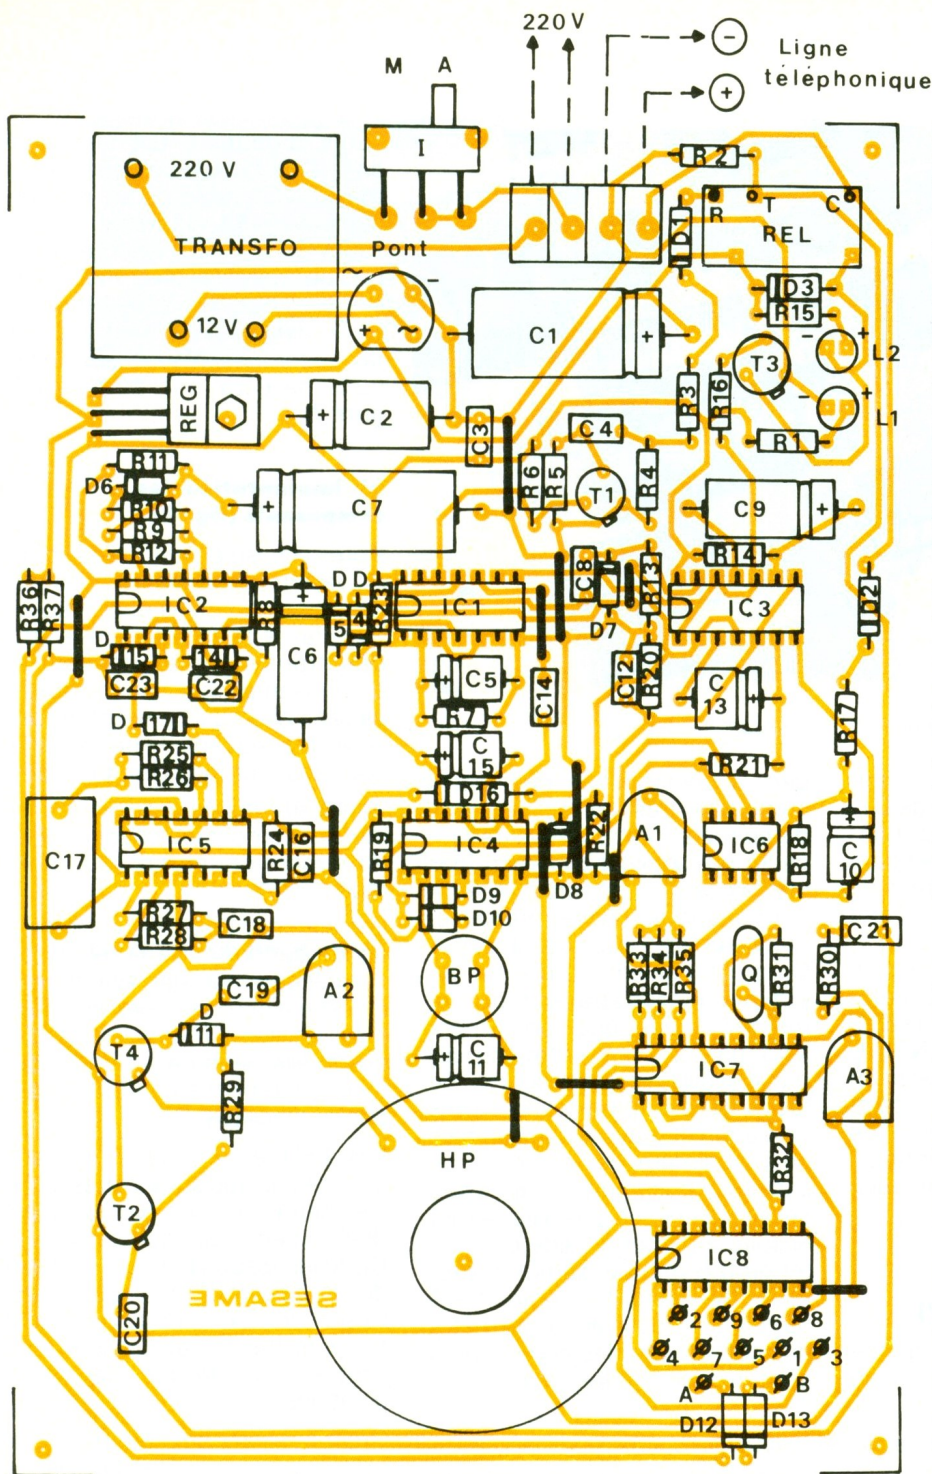 220V
Ligne
téléphonique
M A
I
220 V
R2
R T C
REL
D1
TRANSFO
Pont
~ -
D3
R15
12V
+ ~
C1 +
T3
- +
L2
REG
+ C2
C3
C4
R3
R16
- +
L1
R1
R11
D6
R10
R9
R12
+ C7
R6
R5
T1
R4
C9 +
R14
R36
R37
IC2
R8
+
C6
D D
5 4
R23
IC1
C8
D7
R13
IC3
D2
D 15
14
C23
C22
+ C5
R7
C14
C12
R20
C 13 +
R17
D 17
R25
R26
+ C 15
D16
R21
C17
IC5
R24
C16
R19
IC4
D8
R22
A1
IC6
R18
+
C 10
D9
D10
R27
R28
C18
C21
C19
A2
BP
R33
R34
R35
Q
R31
R30
D 11
T4
+ C 11
IC7
A3
R29
HP
R32
T2
IC8
SESAME
C20
2 9 6 8
4 7 5 1 3
A B
D12 D13